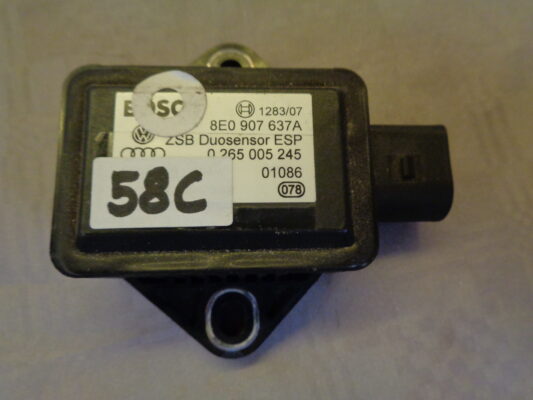 BOSC
1283/07
8E0 907 637A
ZSB Duosensor ESP
0 265 005 245
01086
078
58C